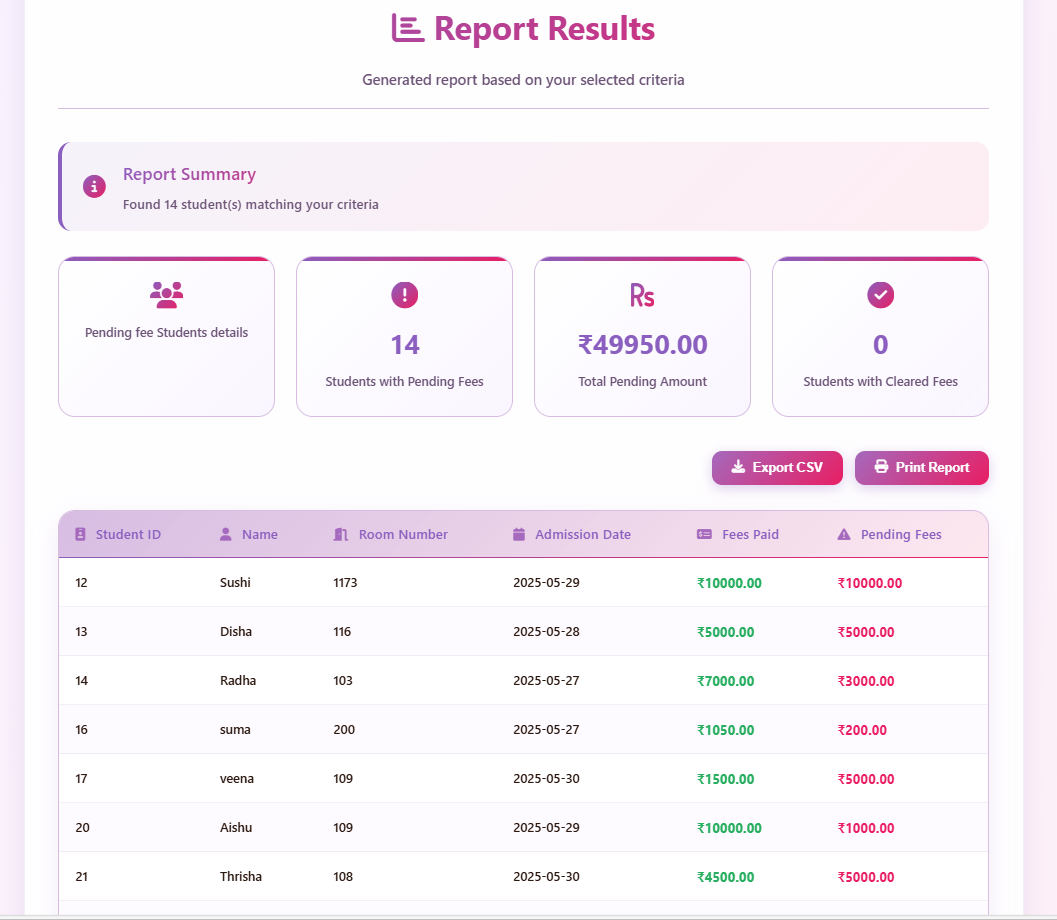 Report Results
Generated report based on your selected criteria
Report Summary
Found 14 student(s) matching your criteria
Pending fee Students details
14
Students with Pending Fees
₹49950.00
Total Pending Amount
0
Students with Cleared Fees
Export CSV Print Report
Student ID Name Room Number Admission Date Fees Paid Pending Fees
12 Sushi 1173 2025-05-29 ₹10000.00 ₹10000.00
13 Disha 116 2025-05-28 ₹5000.00 ₹5000.00
14 Radha 103 2025-05-27 ₹7000.00 ₹3000.00
16 suma 200 2025-05-27 ₹1050.00 ₹200.00
17 veena 109 2025-05-30 ₹1500.00 ₹5000.00
20 Aishu 109 2025-05-29 ₹10000.00 ₹1000.00
21 Thrisha 108 2025-05-30 ₹4500.00 ₹5000.00